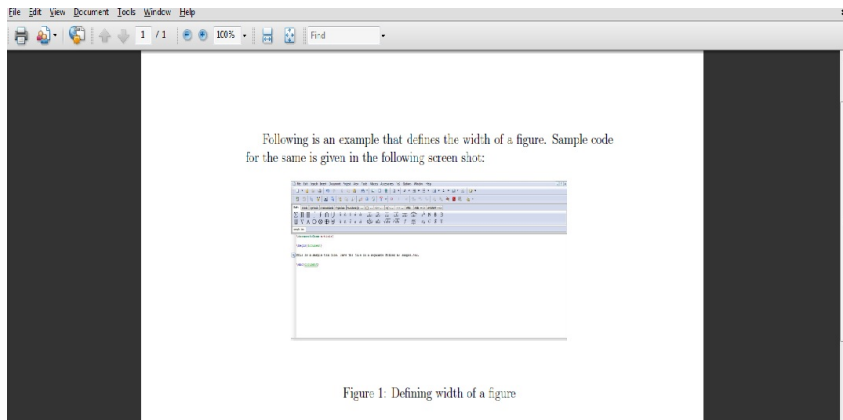 File Edit View Document Tools Window Help
1 / 1 100% Find
Following is an example that defines the width of a figure. Sample code
for the same is given in the following screen shot:
Figure 1: Defining width of a figure